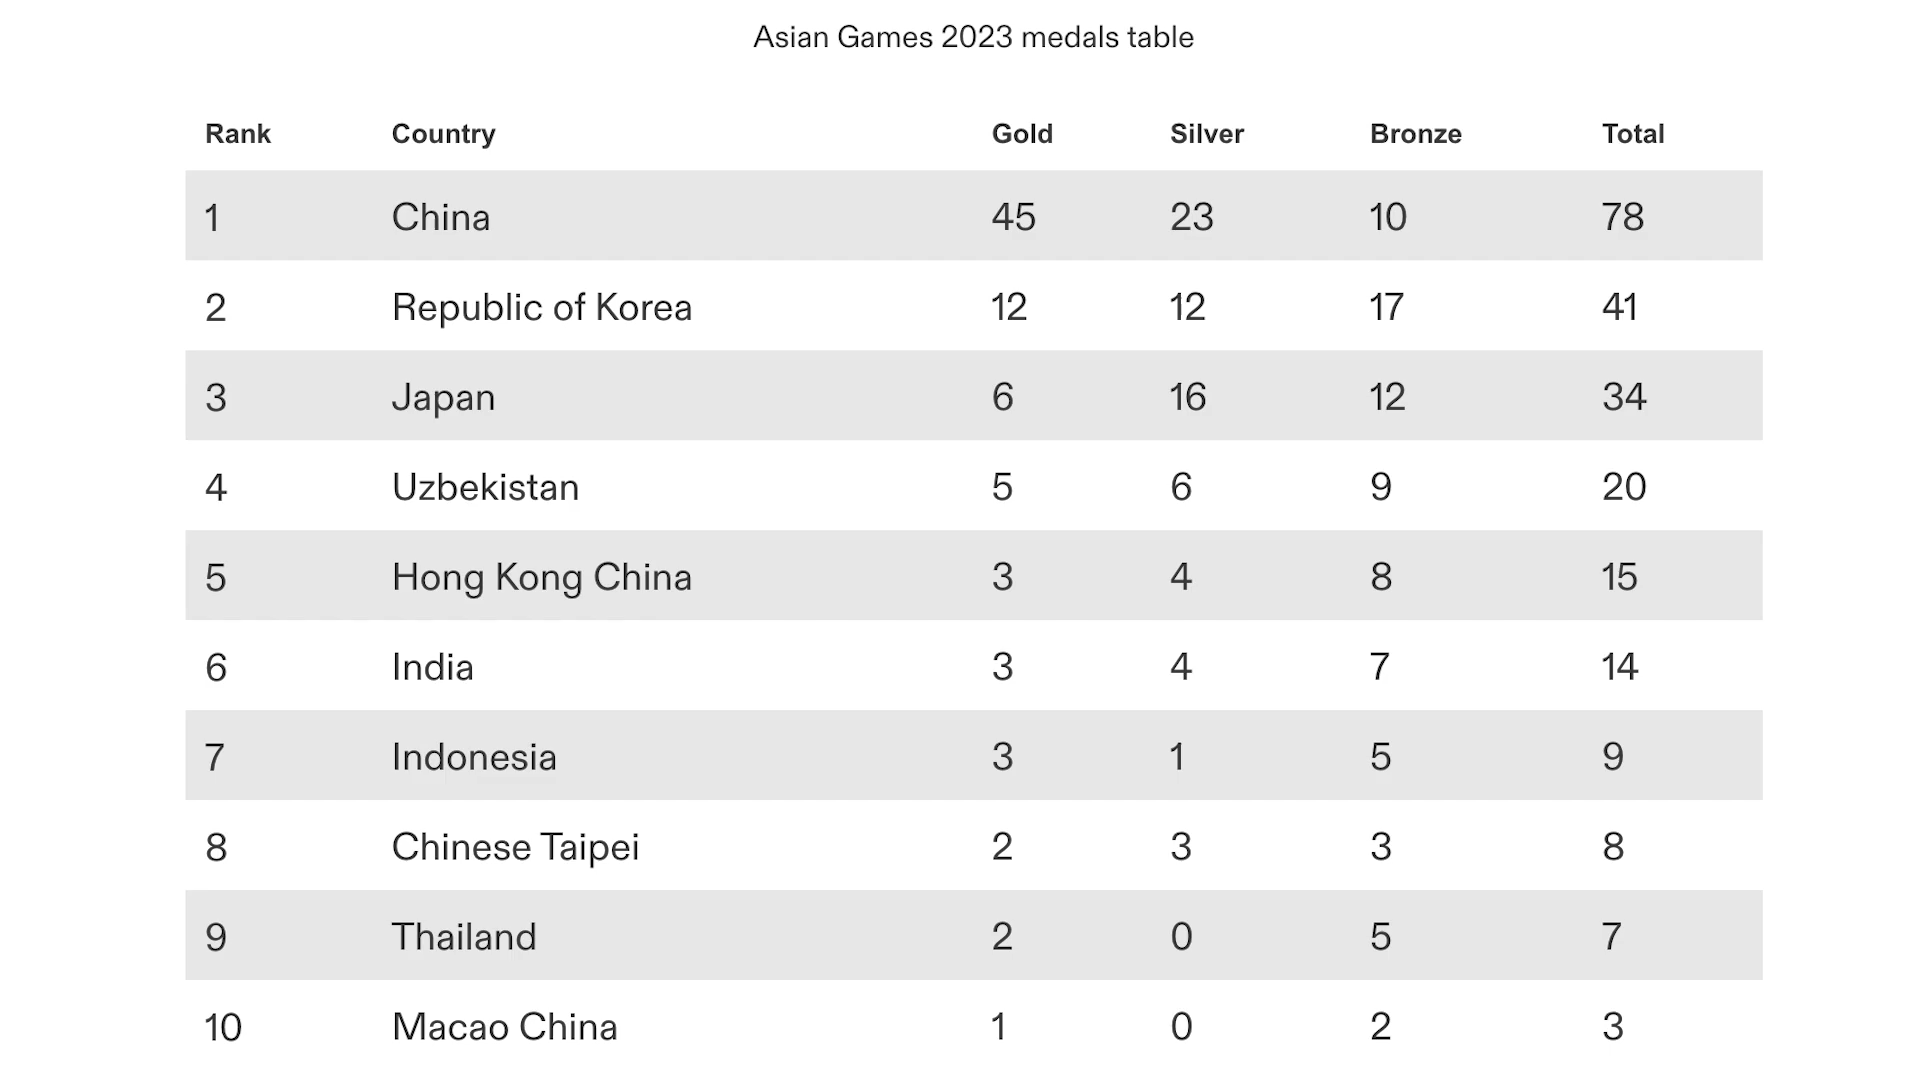 Asian Games 2023 medals table
Rank Country Gold Silver Bronze Total
1 China 45 23 10 78
2 Republic of Korea 12 12 17 41
3 Japan 6 16 12 34
4 Uzbekistan 5 6 9 20
5 Hong Kong China 3 4 8 15
6 India 3 4 7 14
7 Indonesia 3 1 5 9
8 Chinese Taipei 2 3 3 8
9 Thailand 2 0 5 7
10 Macao China 1 0 2 3